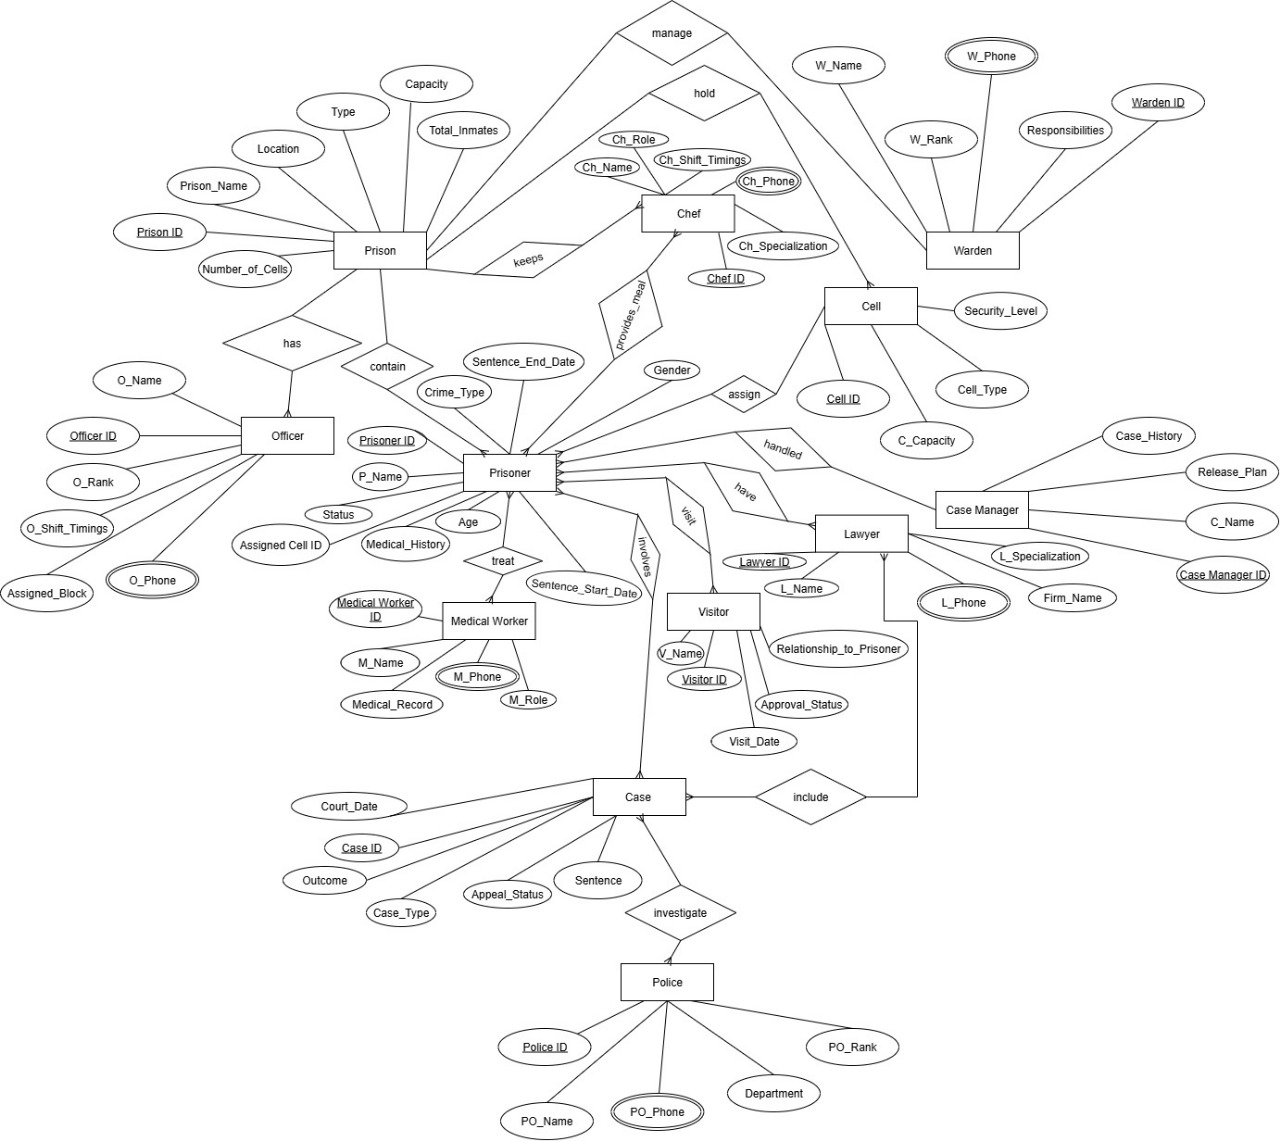 manage
W_Phone
W_Name
Capacity
hold
Warden ID
Type
Total_Inmates
Responsibilities
Ch_Role
W_Rank
Location
Ch_Shift_Timings
Ch_Name
Ch_Phone
Prison_Name
Chef
Prison ID
Ch_Specialization
Prison
Warden
keeps
Number_of_Cells
Chef ID
Cell
Security_Level
provides_meal
has
contain
Sentence_End_Date
Gender
O_Name
Crime_Type
assign
Cell ID
Cell_Type
Officer ID
Officer
Prisoner ID
C_Capacity
Case_History
handled
Prisoner
Release_Plan
P_Name
O_Rank
have
Case Manager
Status
visit
C_Name
Age
O_Shift_Timings
Lawyer
Assigned Cell ID
Medical_History
involves
L_Specialization
treat
Lawyer ID
Case Manager ID
O_Phone
Sentence_Start_Date
L_Name
Assigned_Block
L_Phone
Firm_Name
Medical Worker
ID
Medical Worker
Visitor
Relationship_to_Prisoner
V_Name
M_Name
M_Phone
Visitor ID
Medical_Record
M_Role
Approval_Status
Visit_Date
Case
include
Court_Date
Case ID
Outcome
Sentence
Appeal_Status
Case_Type
investigate
Police
Police ID
PO_Rank
Department
PO_Phone
PO_Name